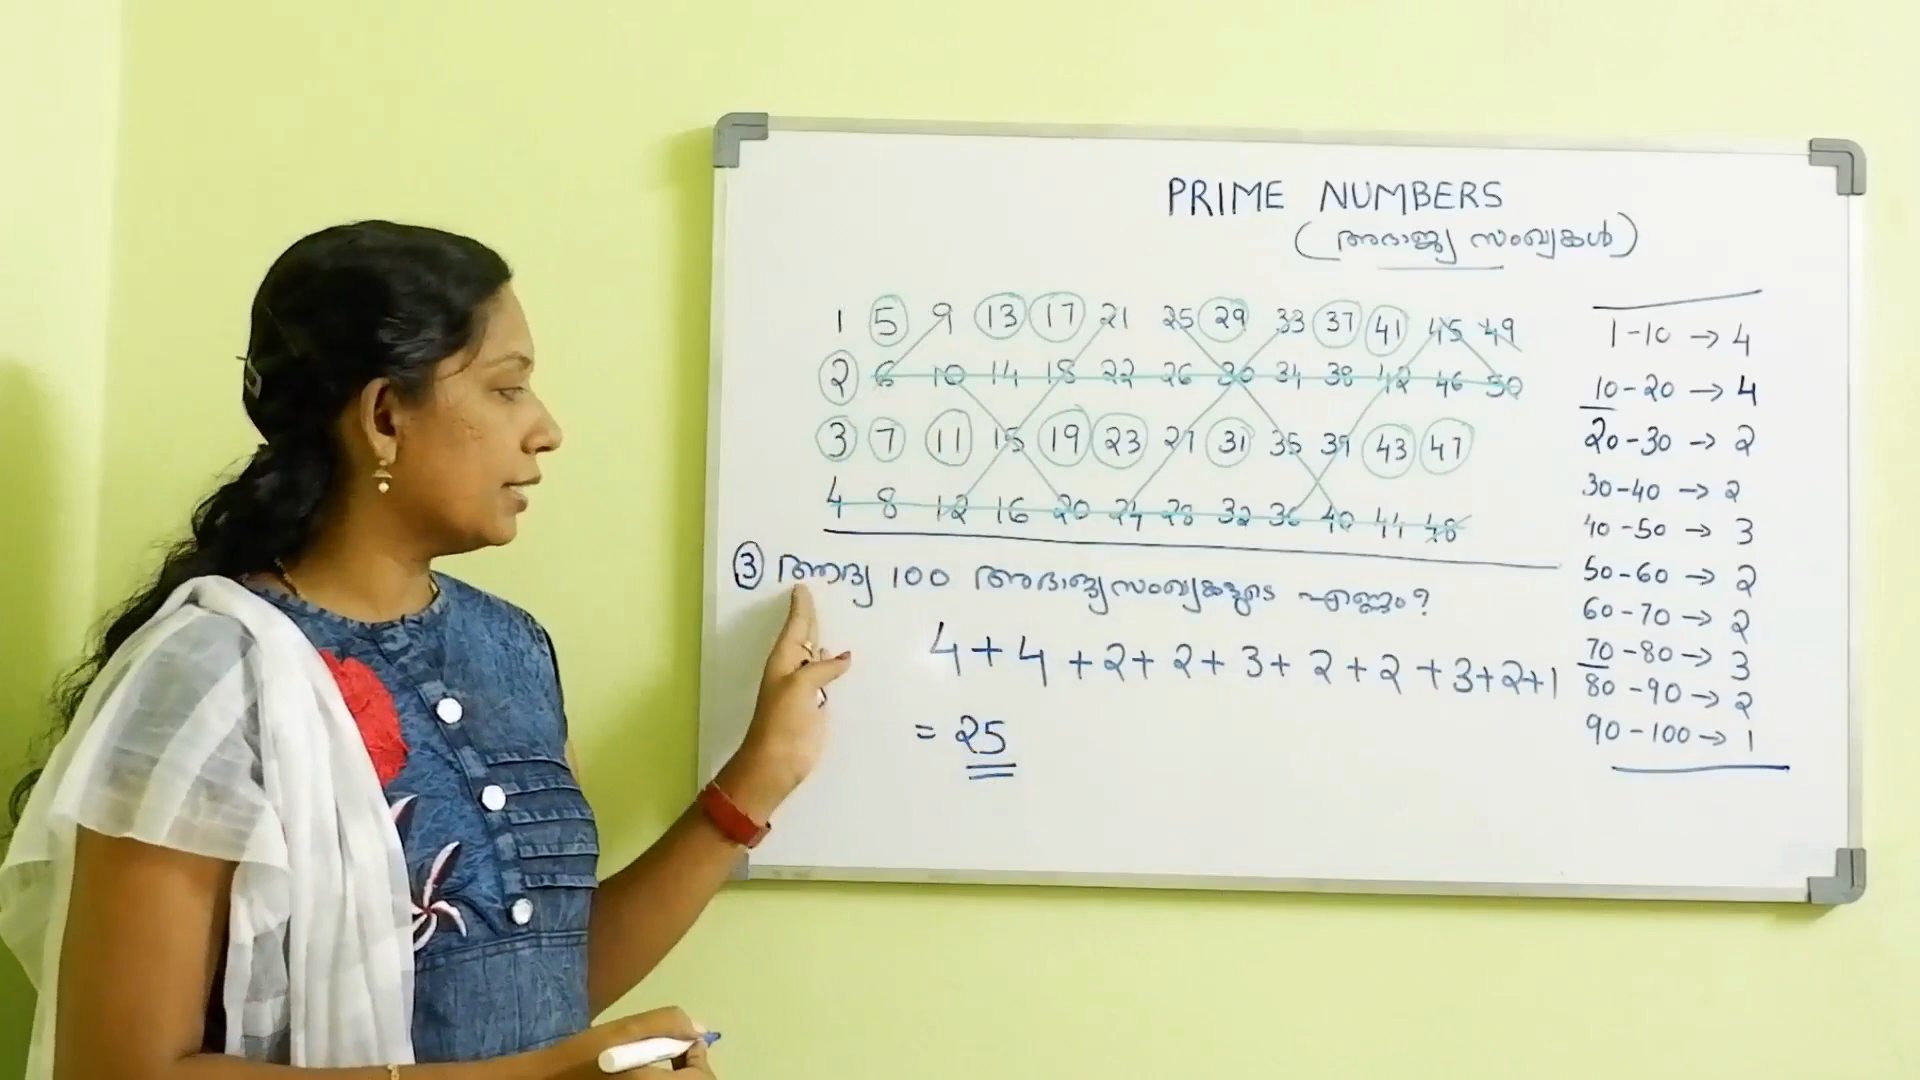 PRIME NUMBERS
(അഭാജ്യ സംഖ്യകൾ)
1 5 9 13 17 21 25 29 33 37 41 45 49
2 6 10 14 18 22 26 30 34 38 42 46 50
3 7 11 15 19 23 27 31 35 39 43 47
4 8 12 16 20 24 28 32 36 40 44 48
3 ആദ്യ 100 അഭാജ്യസംഖ്യകളുടെ എണ്ണം?
4+4+2+2+3+2+2+3+2+1
= 25
1-10 → 4
10-20 → 4
20-30 → 2
30-40 → 2
40-50 → 3
50-60 → 2
60-70 → 2
70-80 → 3
80-90 → 2
90-100 → 1